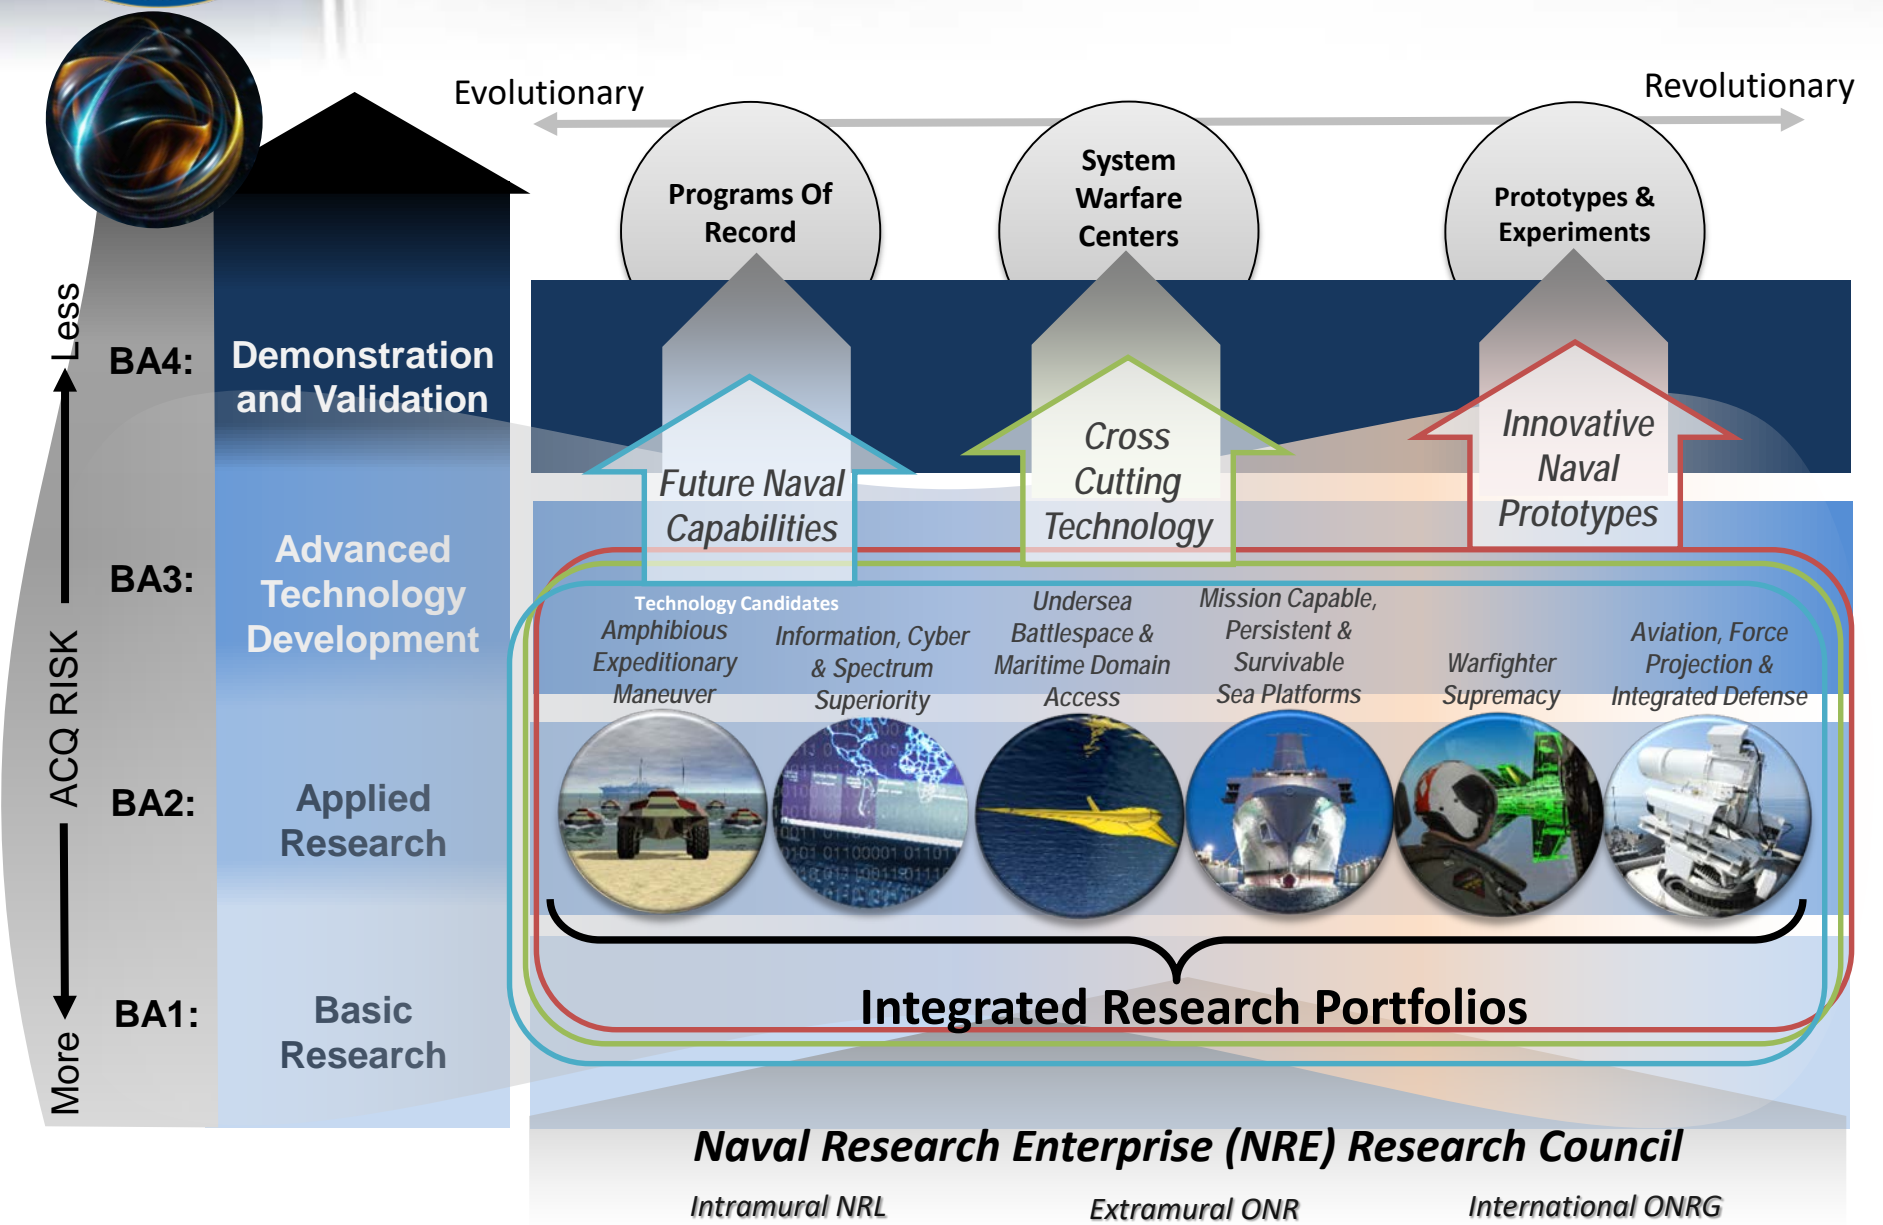 Evolutionary
Revolutionary
Programs Of
Record
System
Warfare
Centers
Prototypes &
Experiments
Less
ACQ RISK
More
BA4:
Demonstration
and Validation
BA3:
Advanced
Technology
Development
BA2:
Applied
Research
BA1:
Basic
Research
Future Naval
Capabilities
Cross
Cutting
Technology
Innovative
Naval
Prototypes
Technology Candidates
Amphibious
Expeditionary
Maneuver
Information, Cyber
& Spectrum
Superiority
Undersea
Battlespace &
Maritime Domain
Access
Mission Capable,
Persistent &
Survivable
Sea Platforms
Warfighter
Supremacy
Aviation, Force
Projection &
Integrated Defense
Integrated Research Portfolios
Naval Research Enterprise (NRE) Research Council
Intramural NRL
Extramural ONR
International ONRG